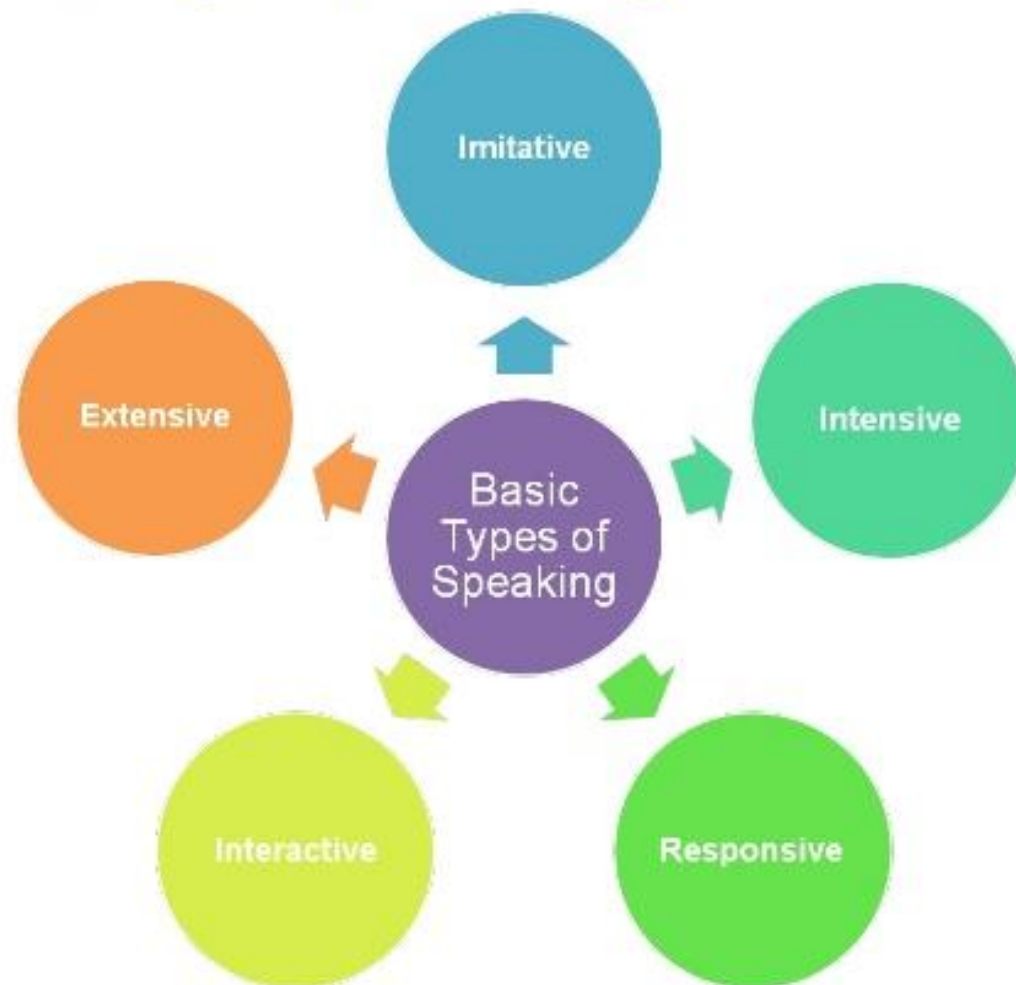 Imitative
Extensive
Intensive
Basic
Types of
Speaking
Interactive
Responsive